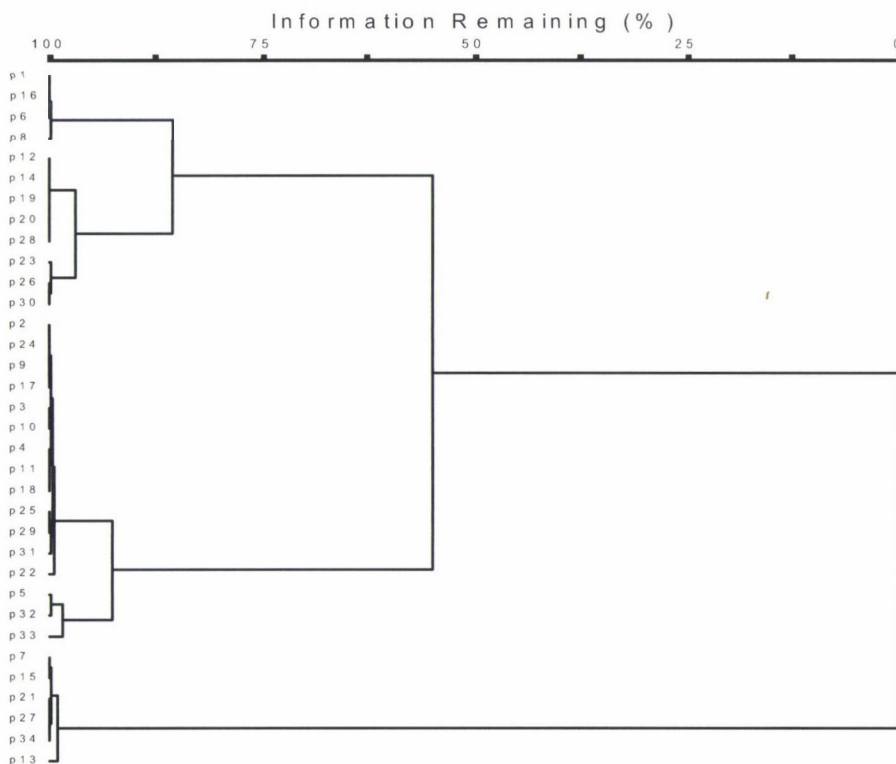 Information Remaining (%)
100 75 50 25 0
p1
p16
p6
p8
p12
p14
p19
p20
p28
p23
p26
p30
p2
p24
p9
p17
p3
p10
p4
p11
p18
p25
p29
p31
p22
p5
p32
p33
p7
p15
p21
p27
p34
p13